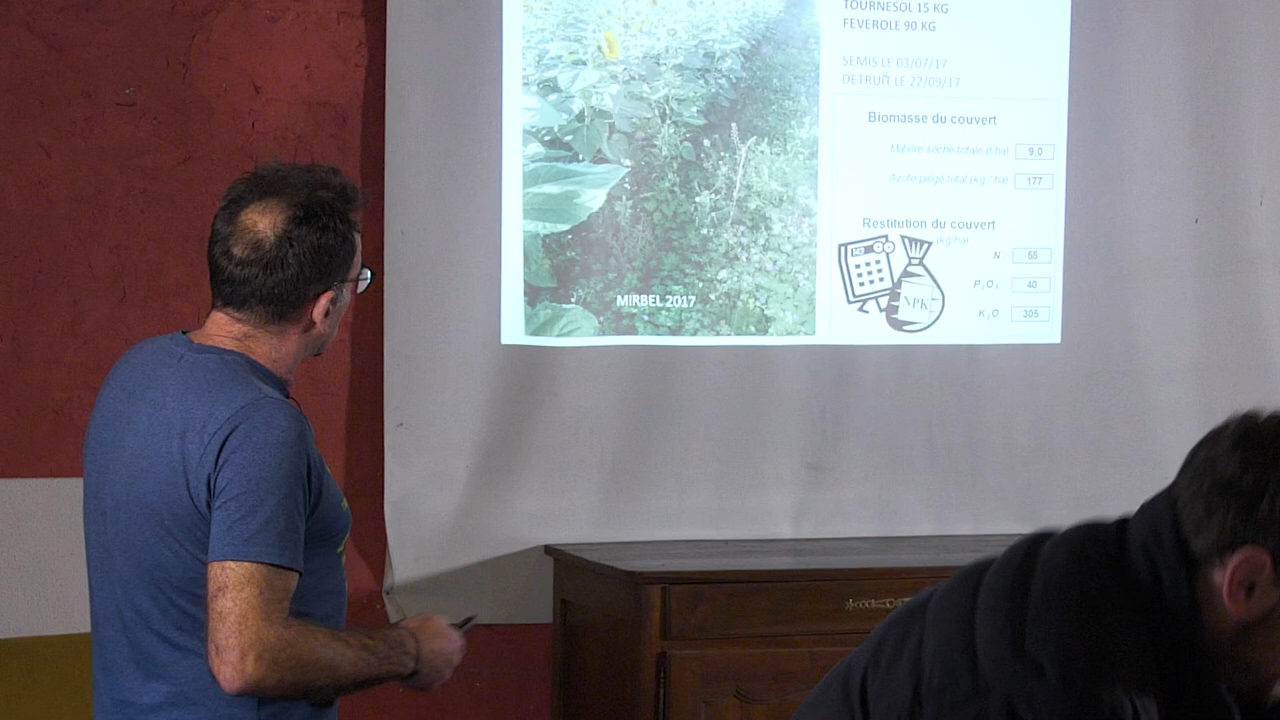 TOURNESOL 15 KG
FEVEROLE 90 KG
SEMIS LE 03/07/17
DETRUIT LE 22/09/17
Biomasse du couvert
Matière sèche totale (t/ha) 9,0
Azote piégé total (kg / ha) 177
Restitution du couvert
(kg/ha)
N 55
P₂O₅ 40
K₂O 305
NPK
MIRBEL 2017